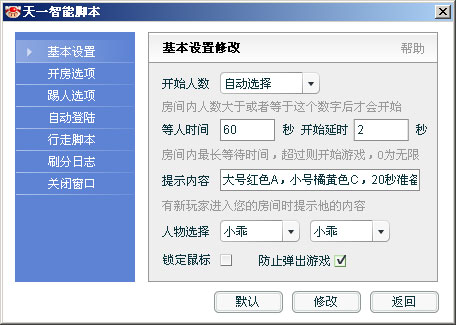 天一智能脚本
基本设置
开房选项
踢人选项
自动登陆
行走脚本
刷分日志
关闭窗口
基本设置修改 帮助
开始人数 自动选择
房间内人数大于或者等于这个数字后才会开始
等人时间 60 秒 开始延时 2 秒
房间内最长等待时间，超过则开始游戏，0为无限
提示内容 大号红色A，小号橘黄色C，20秒准备
有新玩家进入您的房间时提示他的内容
人物选择 小乖 小乖
锁定鼠标 防止弹出游戏
默认 修改 返回